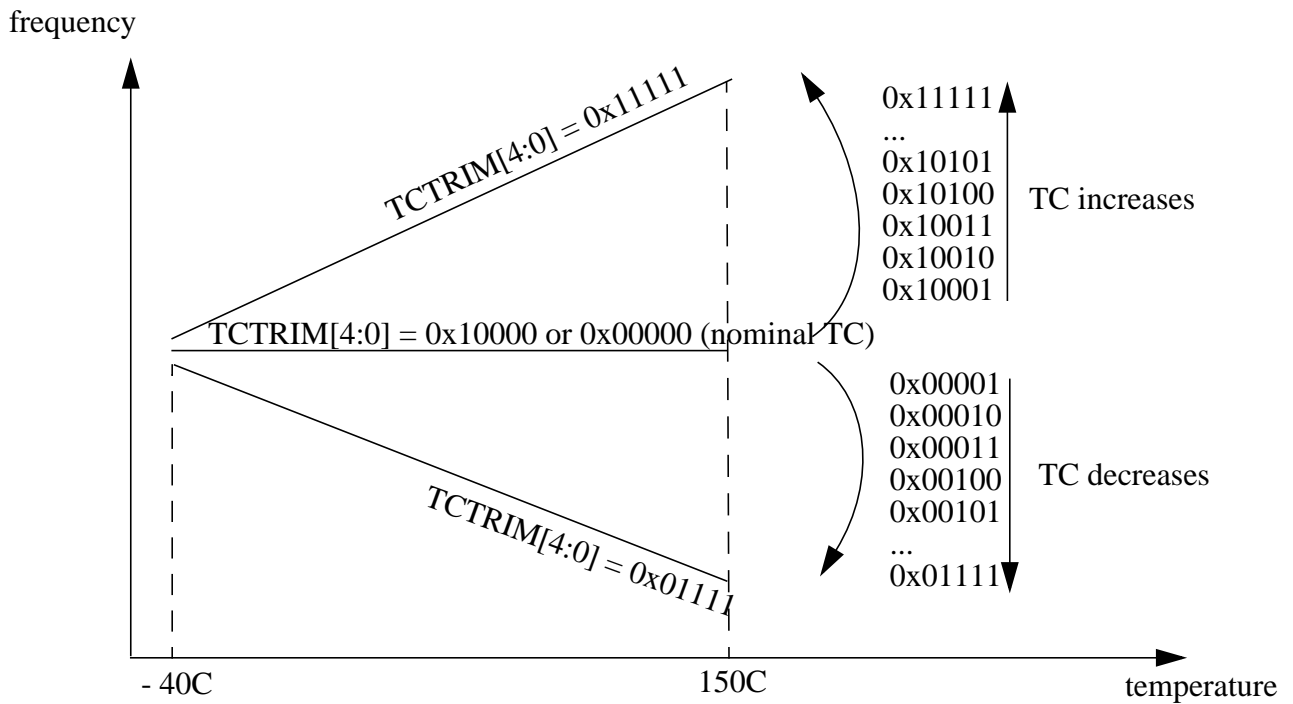 frequency
TCTRIM[4:0] = 0x11111
0x11111
...
0x10101
0x10100
0x10011
0x10010
0x10001
TC increases
TCTRIM[4:0] = 0x10000 or 0x00000 (nominal TC)
0x00001
0x00010
0x00011
0x00100
0x00101
...
0x01111
TC decreases
TCTRIM[4:0] = 0x01111
- 40C
150C
temperature